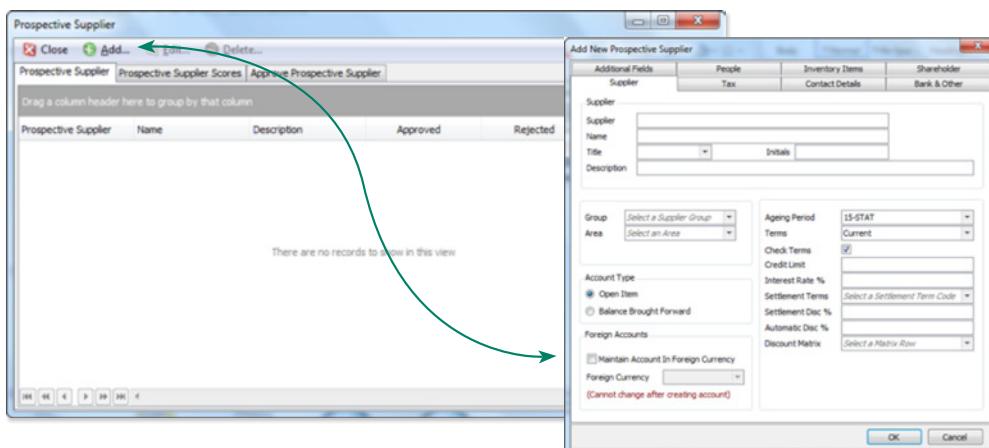 Prospective Supplier
Close Add... Edit... Delete...
Prospective Supplier Prospective Supplier Scores Approve Prospective Supplier
Drag a column header here to group by that column
Prospective Supplier Name Description Approved Rejected
There are no records to show in this view
Add New Prospective Supplier
Additional Fields People Inventory Items Shareholder
Supplier Tax Contact Details Bank & Other
Supplier
Supplier
Name
Title Initials
Description
Group Select a Supplier Group
Area Select an Area
Account Type
Open Item
Balance Brought Forward
Foreign Accounts
Maintain Account In Foreign Currency
Foreign Currency
(Cannot change after creating account)
Ageing Period 15-STAT
Terms Current
Check Terms
Credit Limit
Interest Rate %
Settlement Terms Select a Settlement Term Code
Settlement Disc %
Automatic Disc %
Discount Matrix Select a Matrix Row
OK Cancel